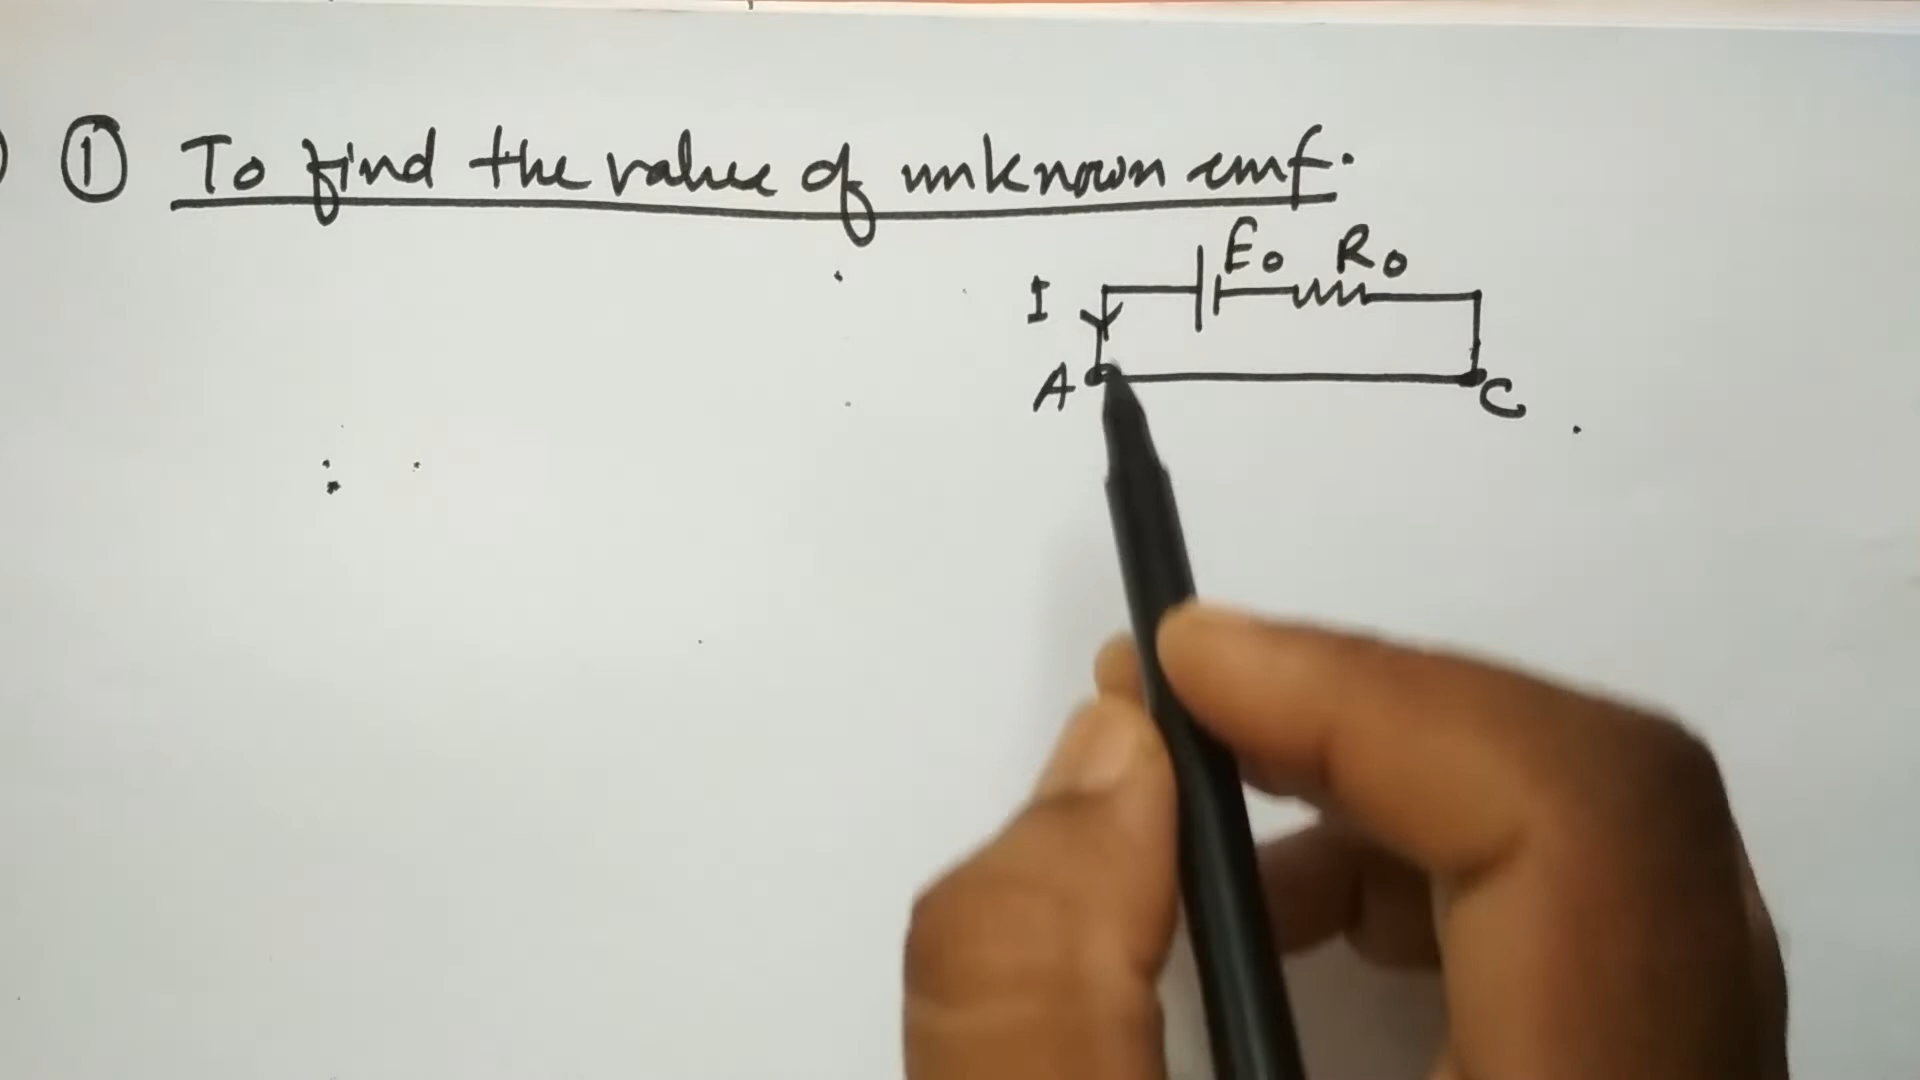 ① To find the value of unknown emf.
E₀ R₀
I
A C